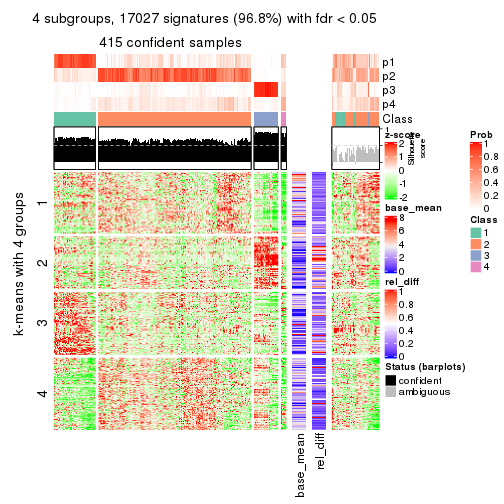 4 subgroups, 17027 signatures (96.8%) with fdr < 0.05
415 confident samples
p1
p2
p3
p4
Class
1
Silhouette
score
k-means with 4 groups
1
2
3
4
base_mean
rel_diff
z-score
2
1
0
-1
-2
base_mean
8
6
4
2
0
rel_diff
1
0.8
0.6
0.4
0.2
0
Status (barplots)
confident
ambiguous
Prob
1
0.8
0.6
0.4
0.2
0
Class
1
2
3
4